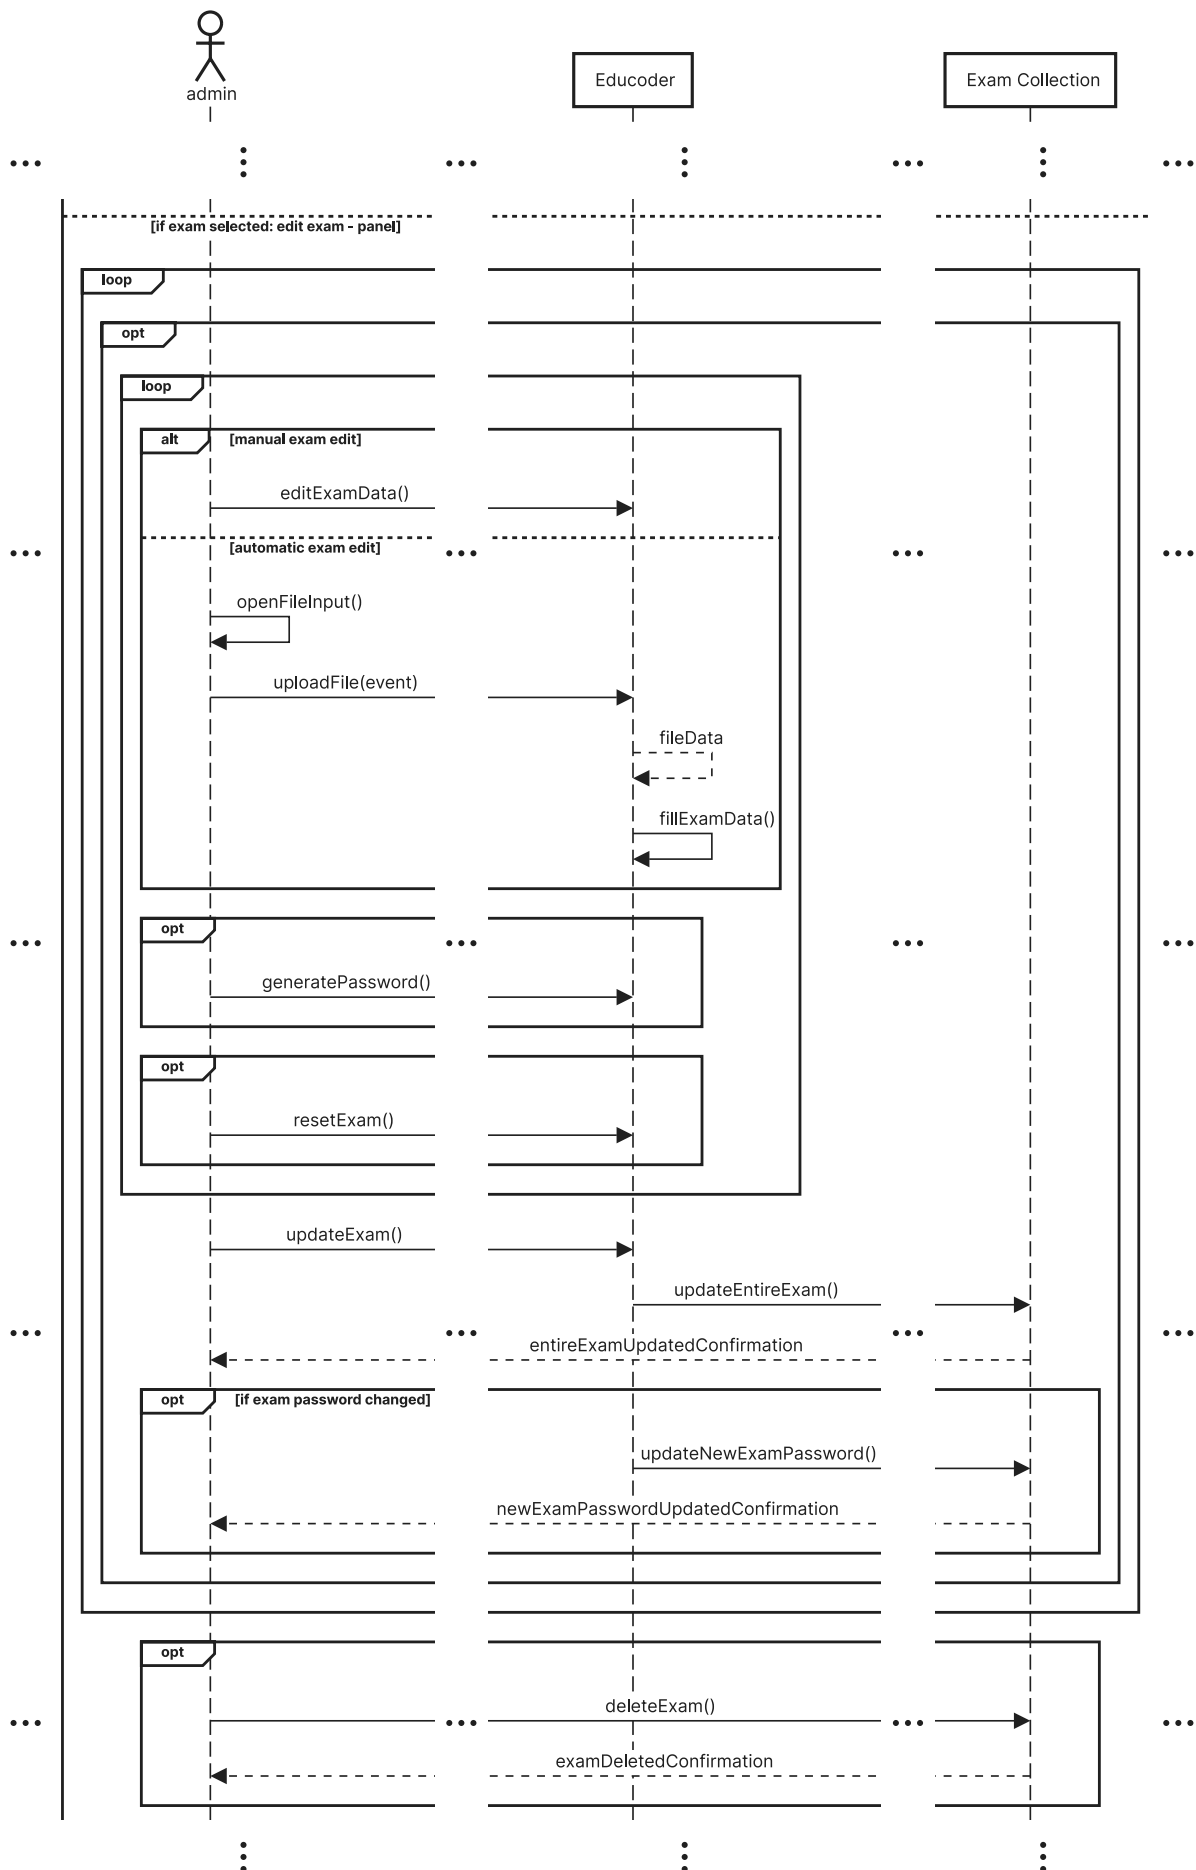 admin
Educoder
Exam Collection
[if exam selected: edit exam - panel]
loop
opt
loop
alt [manual exam edit]
editExamData()
[automatic exam edit]
openFileInput()
uploadFile(event)
fileData
fillExamData()
opt
generatePassword()
opt
resetExam()
updateExam()
updateEntireExam()
entireExamUpdatedConfirmation
opt [if exam password changed]
updateNewExamPassword()
newExamPasswordUpdatedConfirmation
opt
deleteExam()
examDeletedConfirmation